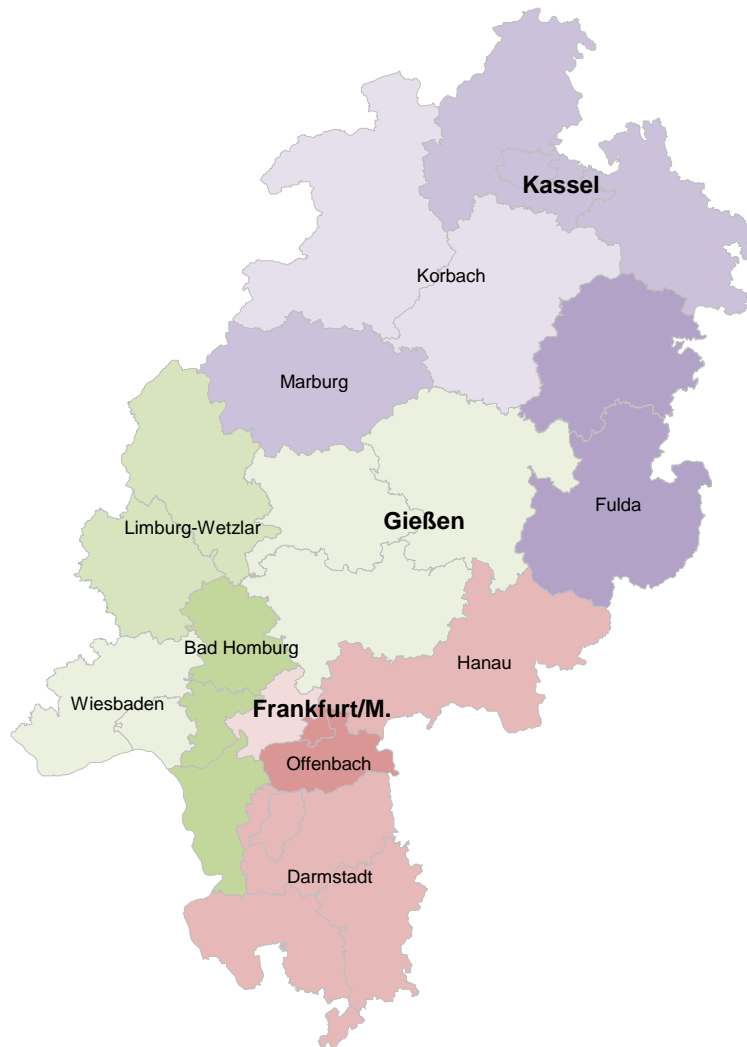 Kassel
Korbach
Marburg
Gießen
Fulda
Limburg-Wetzlar
Bad Homburg
Hanau
Wiesbaden
Frankfurt/M.
Offenbach
Darmstadt